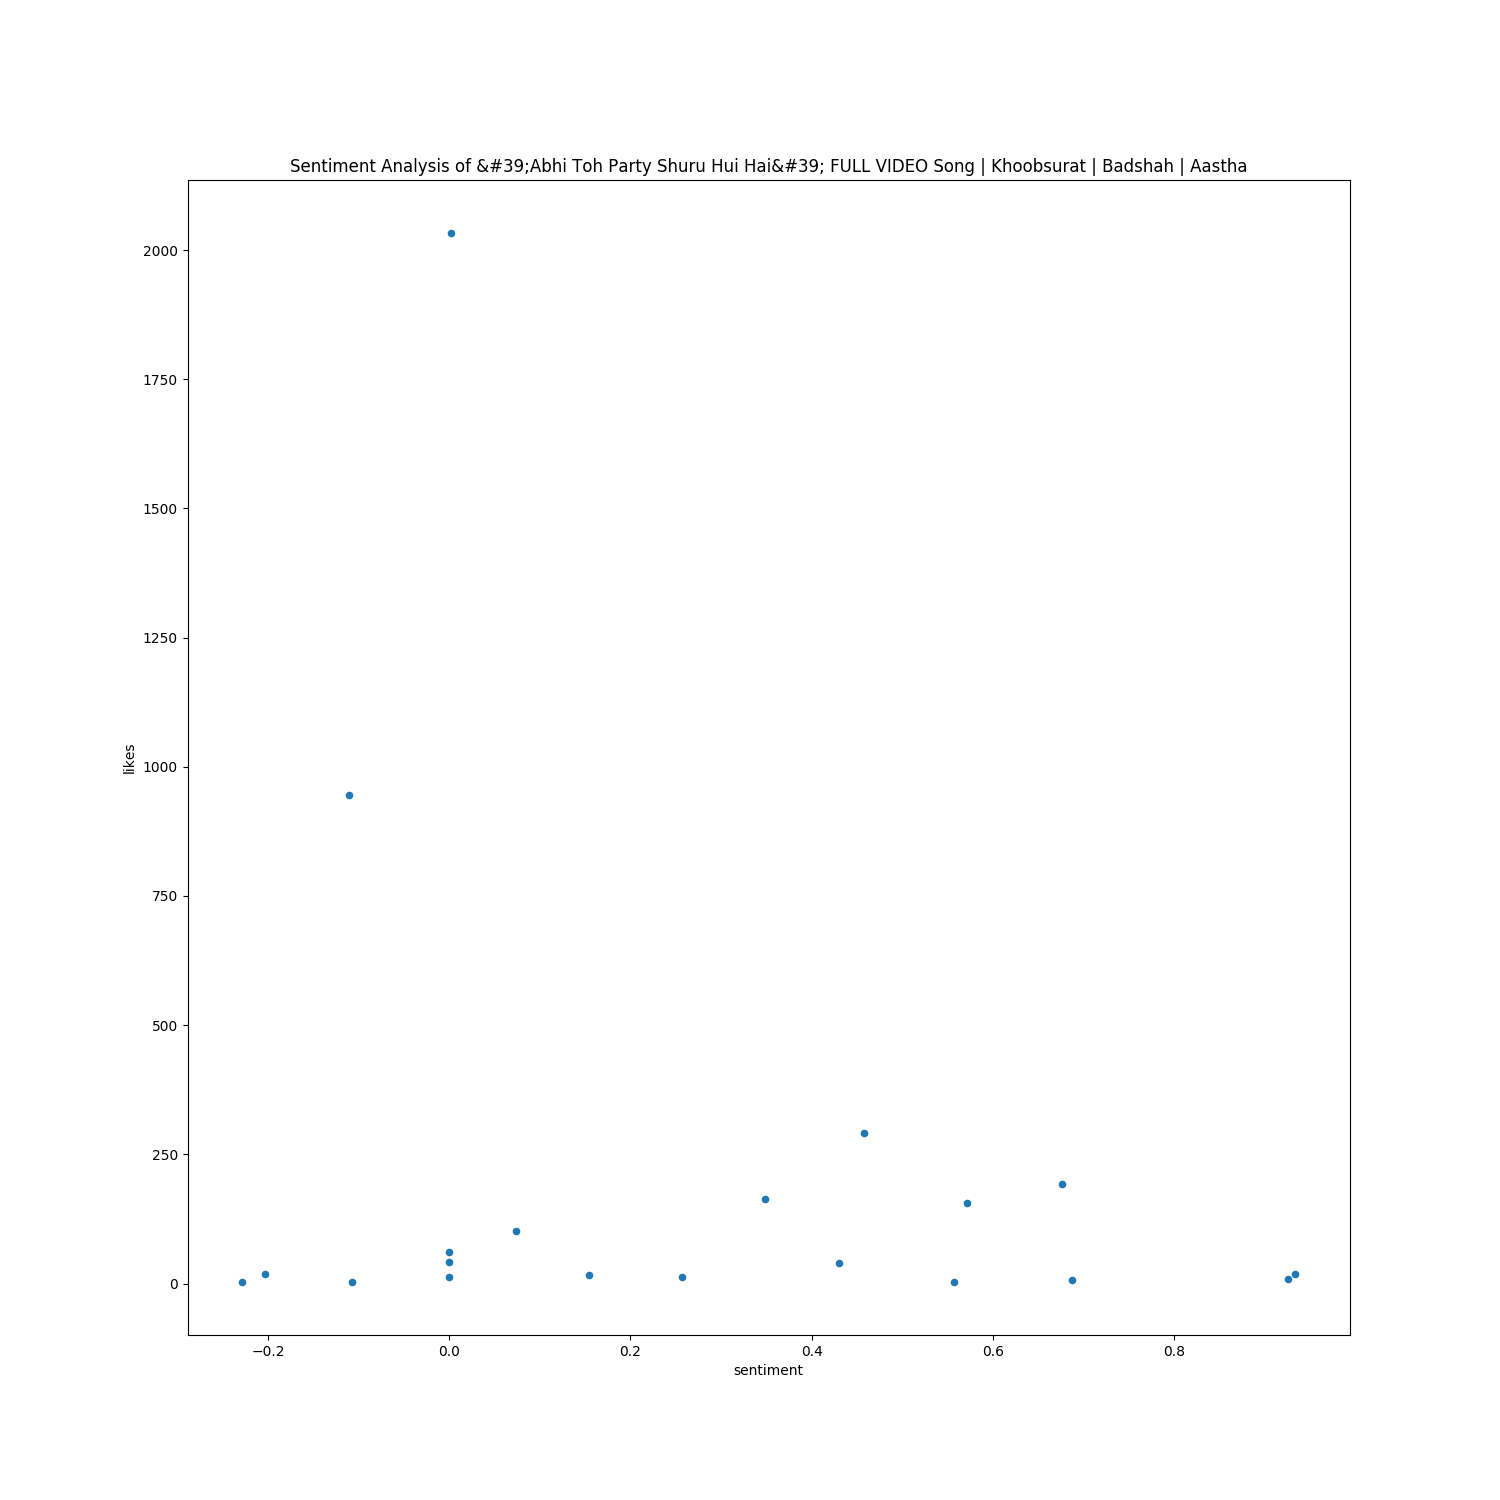 Sentiment Analysis of &#39;Abhi Toh Party Shuru Hui Hai&#39; FULL VIDEO Song | Khoobsurat | Badshah | Aastha
2000
1750
1500
1250
1000
750
500
250
0
likes
−0.2 0.0 0.2 0.4 0.6 0.8
sentiment